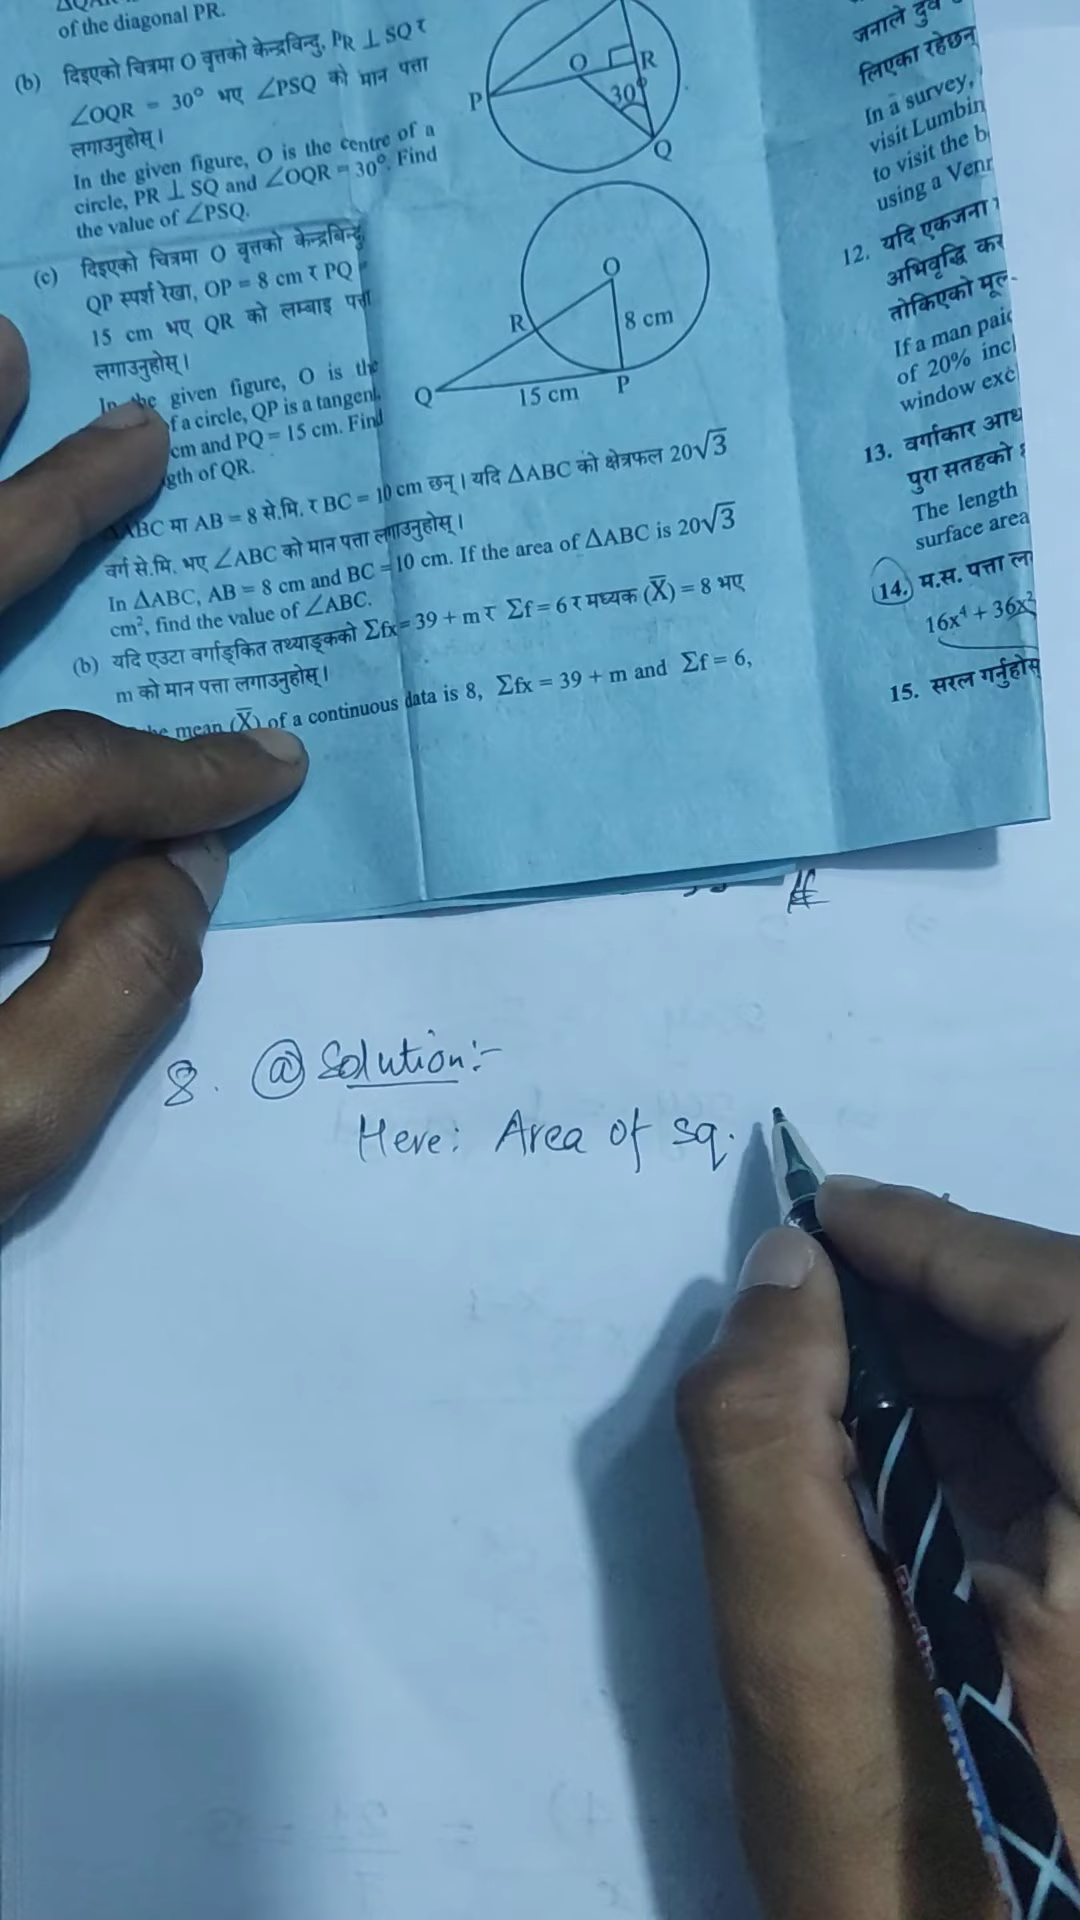 of the diagonal PR.
(b) दिइएको चित्रमा O वृत्तको केन्द्रविन्दु, PR ⊥ SQ र
∠OQR = 30° भए ∠PSQ को मान पत्ता
लगाउनुहोस् ।
In the given figure, O is the centre of a
circle, PR ⊥ SQ and ∠OQR = 30°. Find
the value of ∠PSQ.
P
O
R
30°
Q
(c) दिइएको चित्रमा O वृत्तको केन्द्रबिन्दु,
QP स्पर्श रेखा, OP = 8 cm र PQ =
15 cm भए QR को लम्बाइ पत्ता
लगाउनुहोस् ।
In the given figure, O is the
of a circle, QP is a tangent,
cm and PQ = 15 cm. Find
gth of QR.
O
R
8 cm
Q
15 cm
P
ΔABC मा AB = 8 से.मि. र BC = 10 cm छन् । यदि ΔABC को क्षेत्रफल 20√3
वर्ग से.मि. भए ∠ABC को मान पत्ता लगाउनुहोस् ।
In ΔABC, AB = 8 cm and BC = 10 cm. If the area of ΔABC is 20√3
cm², find the value of ∠ABC.
(b) यदि एउटा वर्गाङ्कित तथ्याङ्कको Σfx = 39 + m र Σf = 6 र मध्यक (X̄) = 8 भए
m को मान पत्ता लगाउनुहोस् ।
the mean (X̄) of a continuous data is 8, Σfx = 39 + m and Σf = 6,
जनाले
लिएका रहेछन्
In a survey,
visit Lumbin
to visit the b
using a Venn
12. यदि एकजना
अभिवृद्धि कर
तोकिएको मूल
If a man paid
of 20% incl
window exc
13. वर्गाकार आध
पुरा सतहको
The length
surface area
14. म.स. पत्ता ल
16x⁴ + 36x²
15. सरल गर्नुहोस्
8. (a) Solution:-
Here: Area of sq.